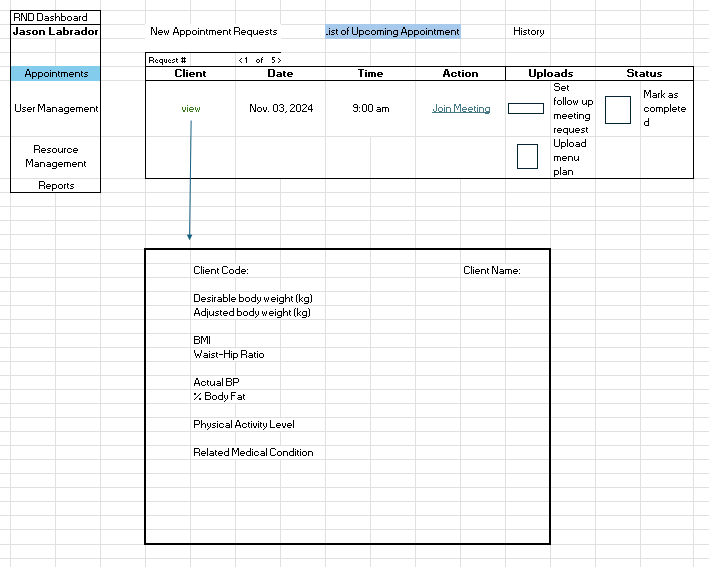 RND Dashboard
Jason Labrador
New Appointment Requests
List of Upcoming Appointment
History
Request #
<1 of 5>
Appointments
Client
Date
Time
Action
Uploads
Status
User Management
view
Nov. 03, 2024
9:00 am
Join Meeting
Set
follow up
meeting
request
Mark as
complete
d
Resource
Management
Upload
menu
plan
Reports
Client Code:
Client Name:
Desirable body weight (kg)
Adjusted body weight (kg)
BMI
Waist-Hip Ratio
Actual BP
% Body Fat
Physical Activity Level
Related Medical Condition